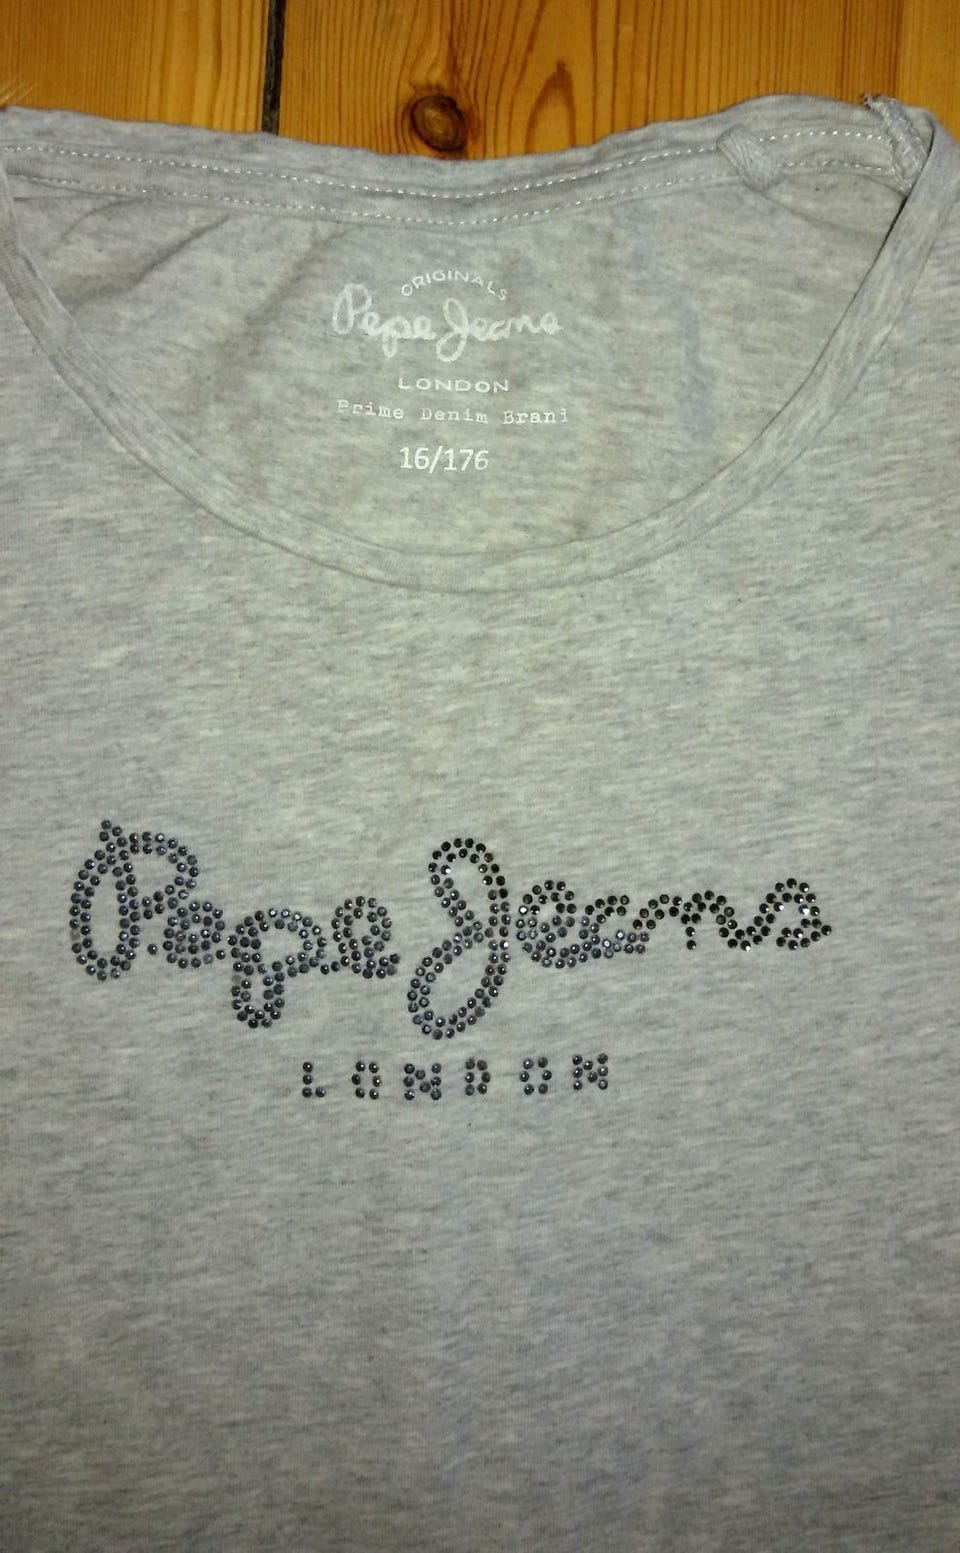 ORIGINALS
Pepe Jeans
LONDON
Prime Denim Brand
16/176
Pepe Jeans
LONDON